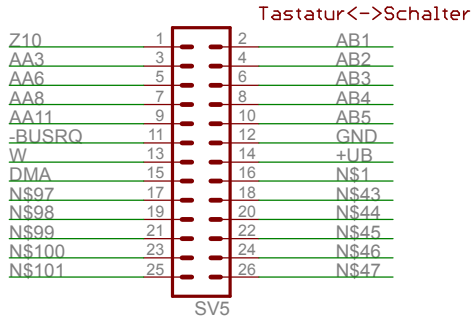 Tastatur<->Schalter
Z10 1 2 AB1
AA3 3 4 AB2
AA6 5 6 AB3
AA8 7 8 AB4
AA11 9 10 AB5
-BUSRQ 11 12 GND
W 13 14 +UB
DMA 15 16 N$1
N$97 17 18 N$43
N$98 19 20 N$44
N$99 21 22 N$45
N$100 23 24 N$46
N$101 25 26 N$47
SV5